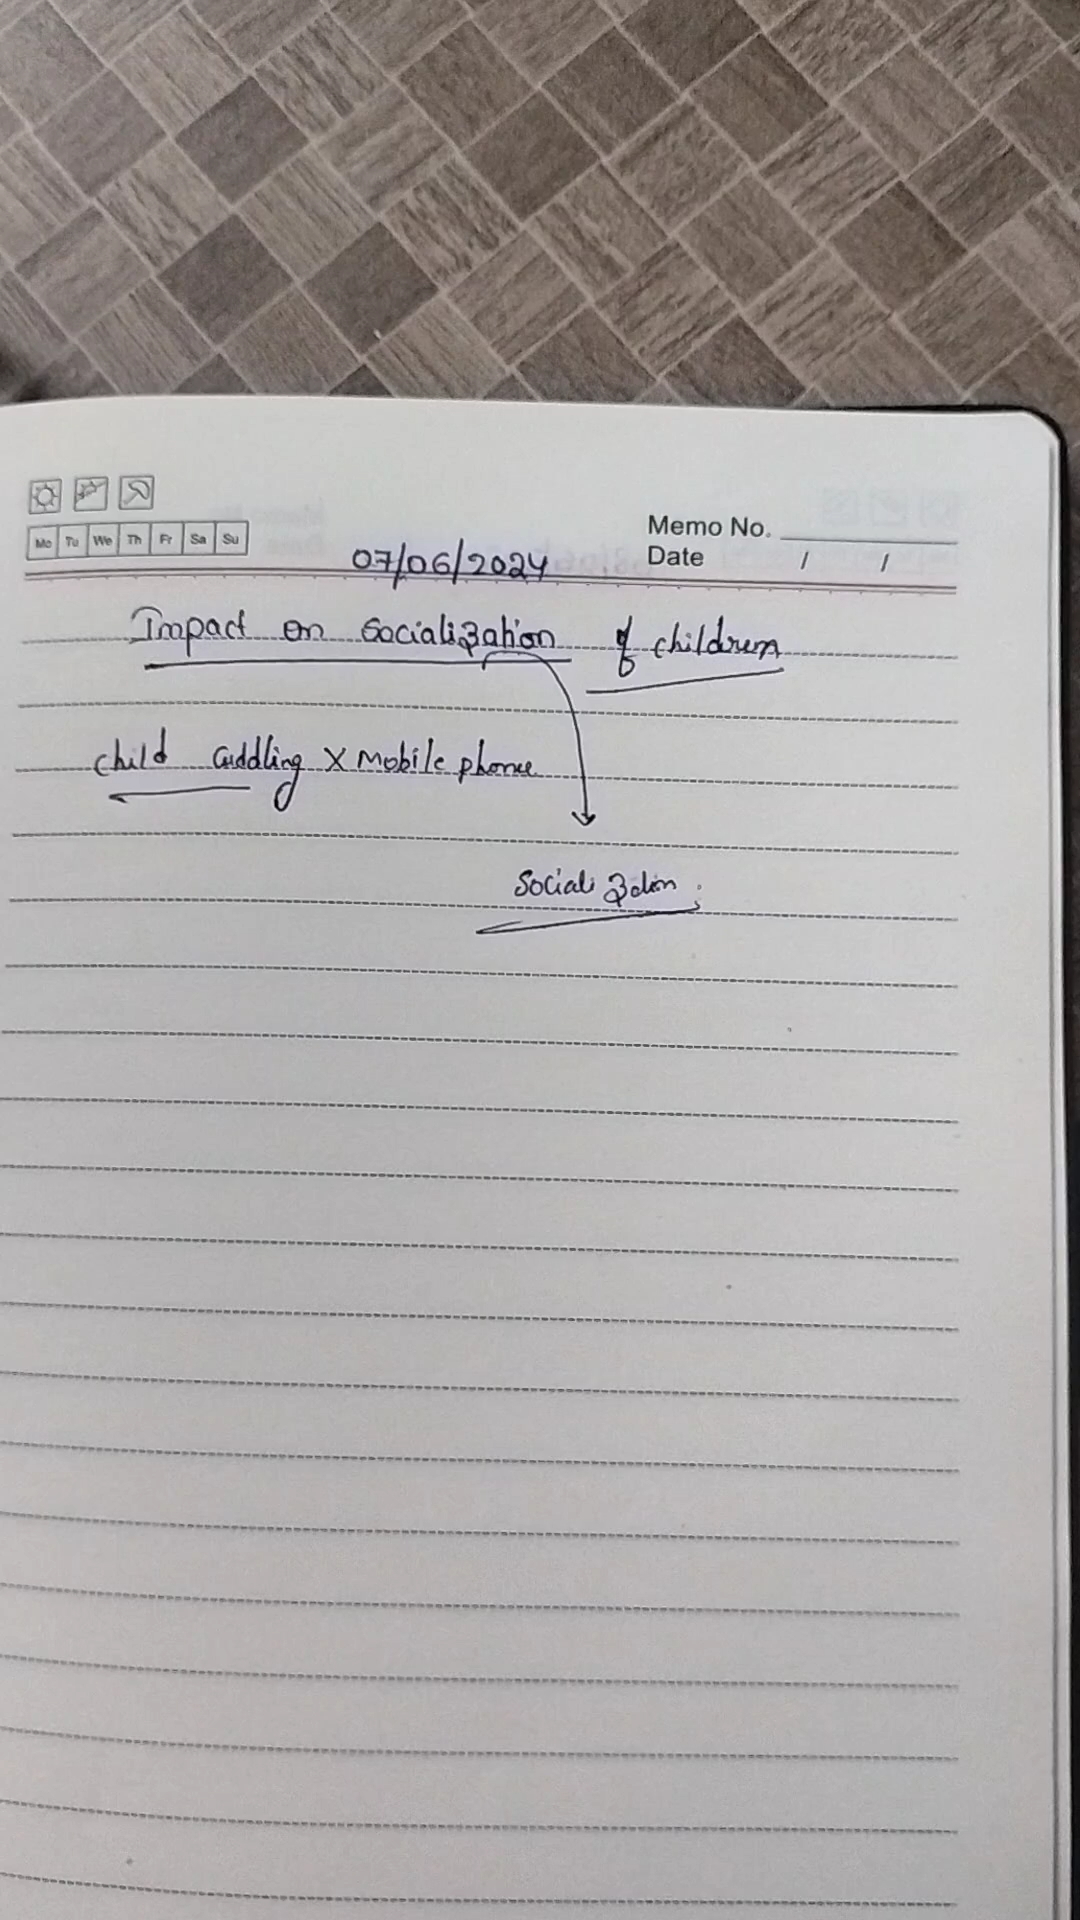 Mo Tu We Th Fr Sa Su
Memo No.
Date / /
07/06/2024
Impact on Socialization of children
child cuddling X Mobile phone
Socialization